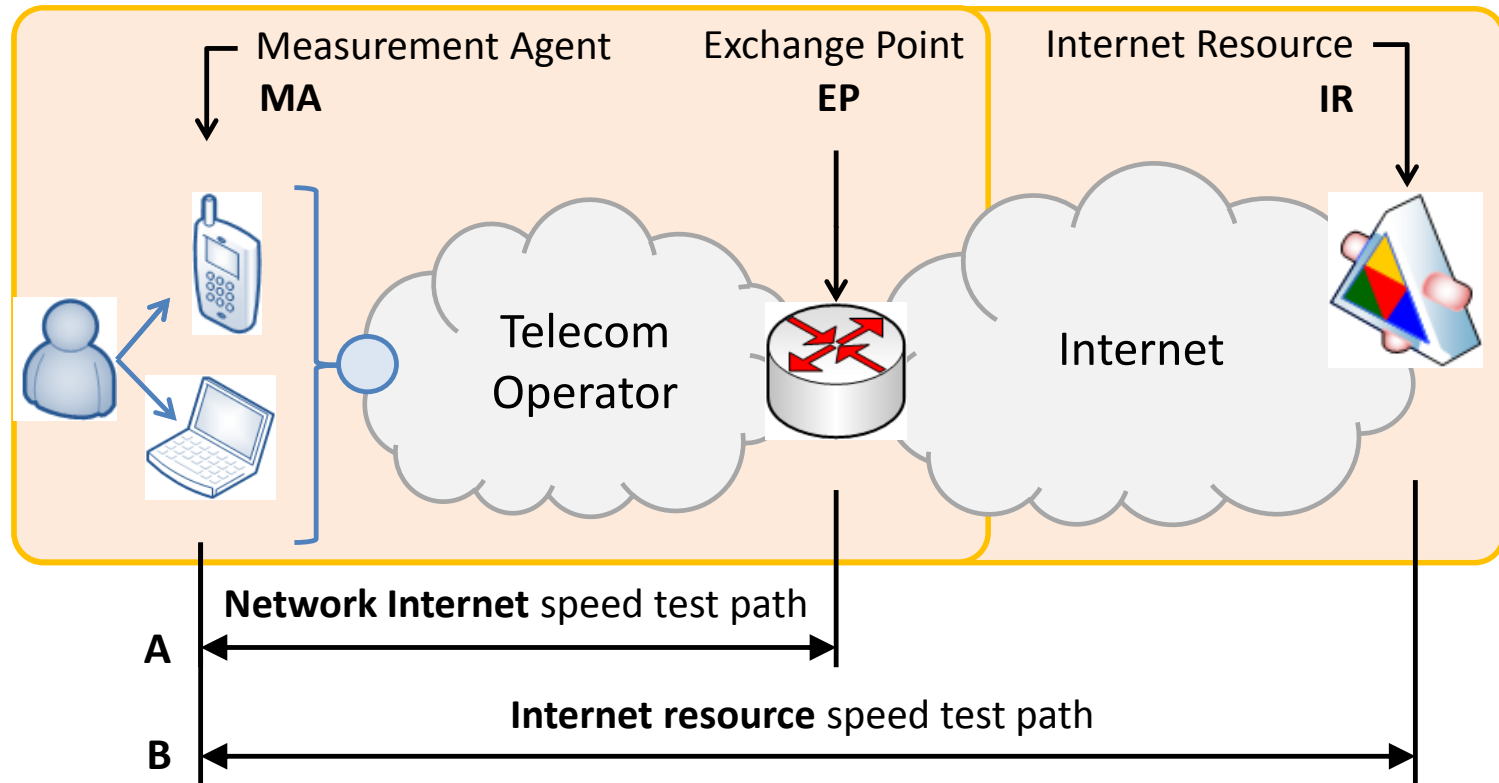 Measurement Agent
MA
Exchange Point
EP
Internet Resource
IR
Telecom
Operator
Internet
Network Internet speed test path
A
Internet resource speed test path
B